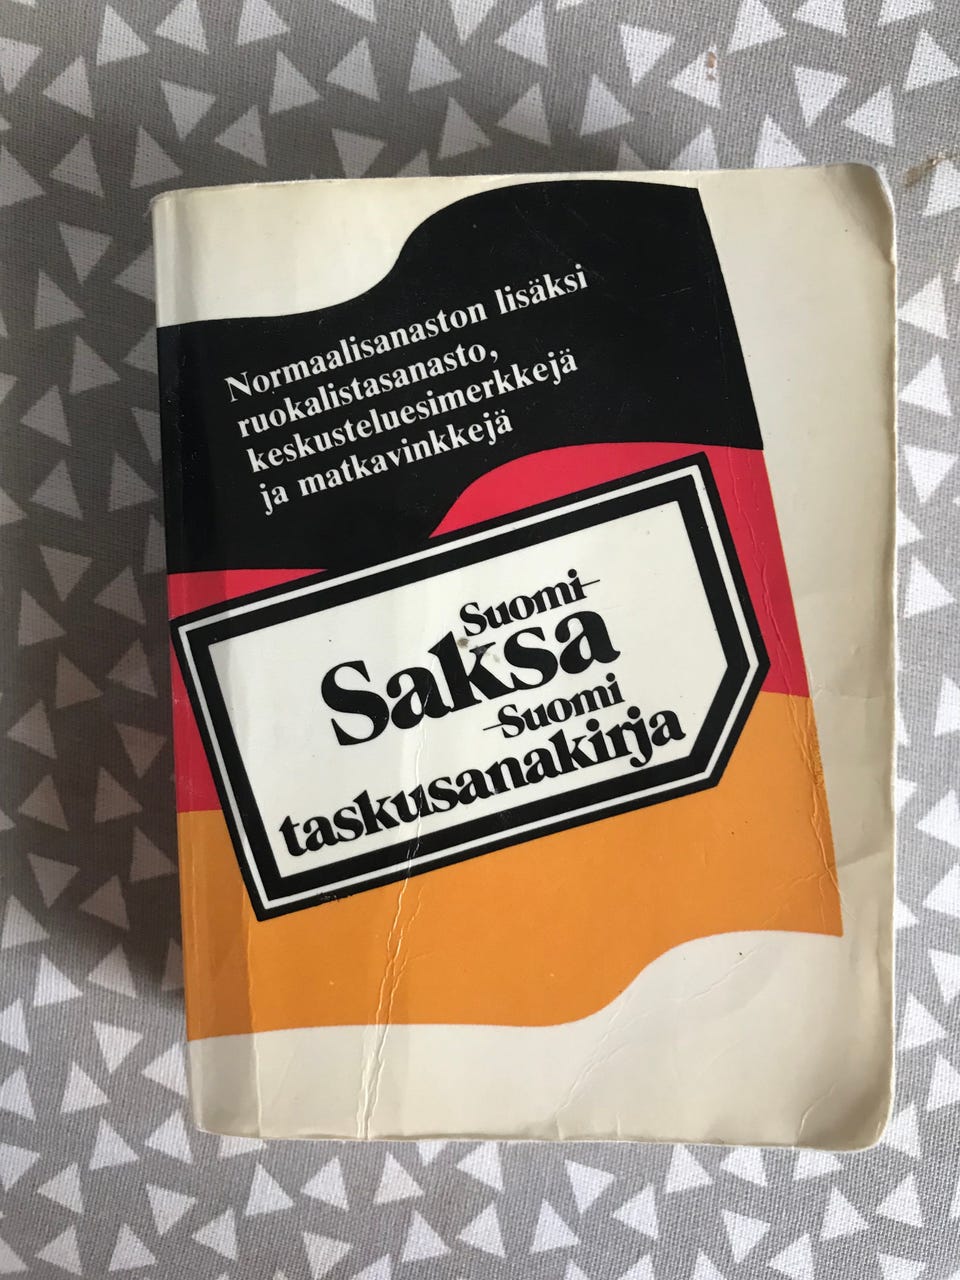 Normaalisanaston lisäksi
ruokalistasanasto,
keskusteluesimerkkejä
ja matkavinkkejä
Suomi-
Saksa
-Suomi
taskusanakirja